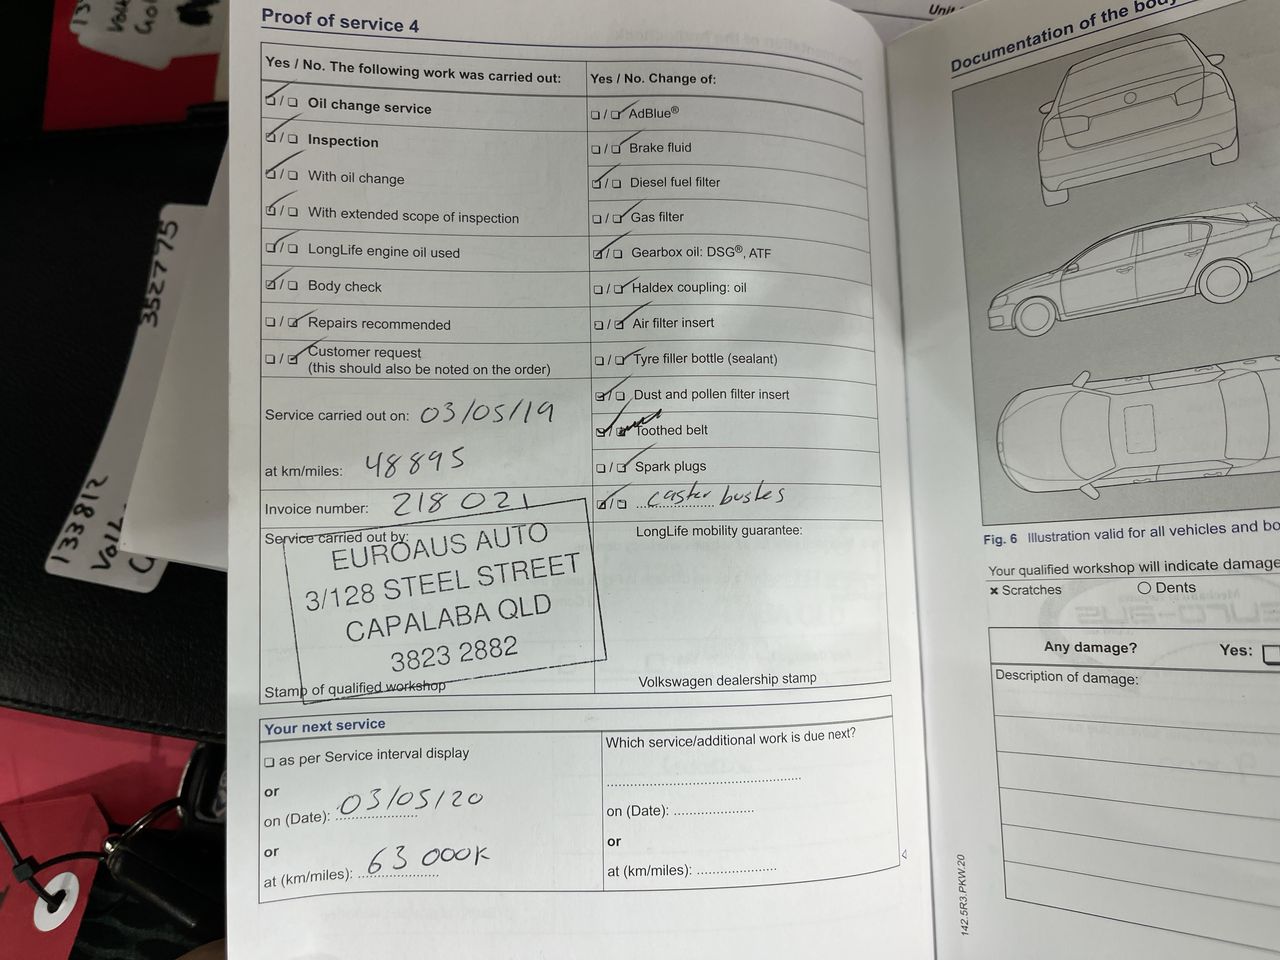 Proof of service 4
Yes / No. The following work was carried out:
❏ / ❏ Oil change service
❏ / ❏ Inspection
❏ / ❏ With oil change
❏ / ❏ With extended scope of inspection
❏ / ❏ LongLife engine oil used
❏ / ❏ Body check
❏ / ❏ Repairs recommended
❏ / ❏ Customer request
(this should also be noted on the order)
Service carried out on: 03/05/19
at km/miles: 48895
Invoice number: 218021
Service carried out by:
EUROAUS AUTO
3/128 STEEL STREET
CAPALABA QLD
3823 2882
Stamp of qualified workshop
Yes / No. Change of:
❏ / ❏ AdBlue®
❏ / ❏ Brake fluid
❏ / ❏ Diesel fuel filter
❏ / ❏ Gas filter
❏ / ❏ Gearbox oil: DSG®, ATF
❏ / ❏ Haldex coupling: oil
❏ / ❏ Air filter insert
❏ / ❏ Tyre filler bottle (sealant)
❏ / ❏ Dust and pollen filter insert
❏ / ❏ Toothed belt
❏ / ❏ Spark plugs
❏ / ❏ caster bushes
LongLife mobility guarantee:
Volkswagen dealership stamp
Your next service
❏ as per Service interval display
or
on (Date): 03/05/20
or
at (km/miles): 63 000K
Which service/additional work is due next?
on (Date):
or
at (km/miles):
Documentation of the body
Fig. 6 Illustration valid for all vehicles and bo
Your qualified workshop will indicate damage
× Scratches
○ Dents
Any damage? Yes: ❏
Description of damage:
142.5R3.PKW.20
352775
133812